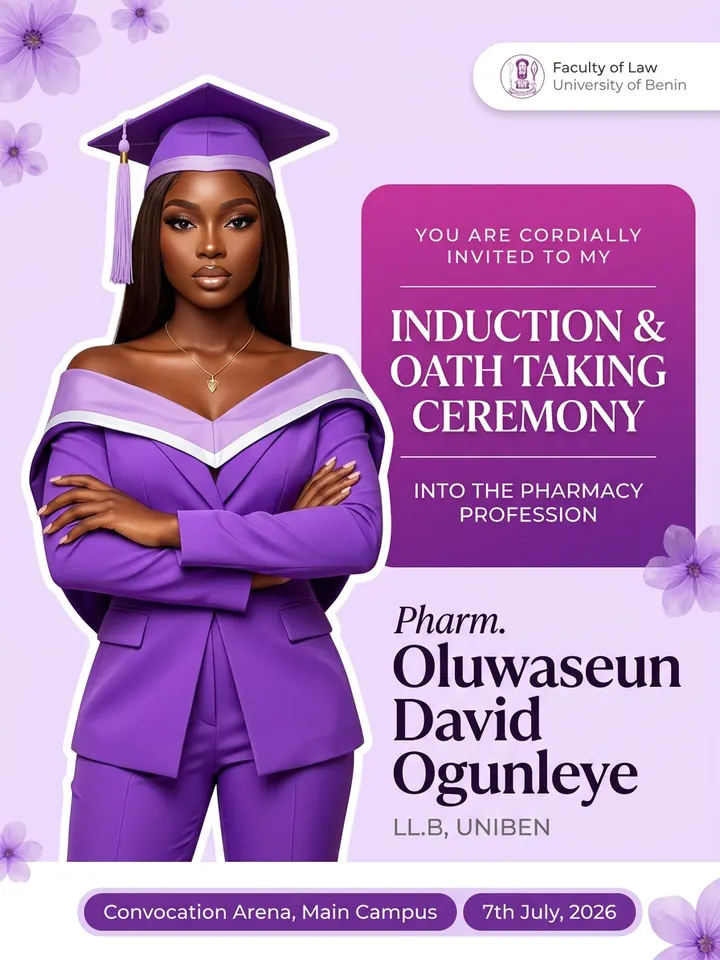 Faculty of Law
University of Benin
YOU ARE CORDIALLY
INVITED TO MY
INDUCTION &
OATH TAKING
CEREMONY
INTO THE PHARMACY
PROFESSION
Pharm.
Oluwaseun
David
Ogunleye
LL.B, UNIBEN
Convocation Arena, Main Campus
7th July, 2026